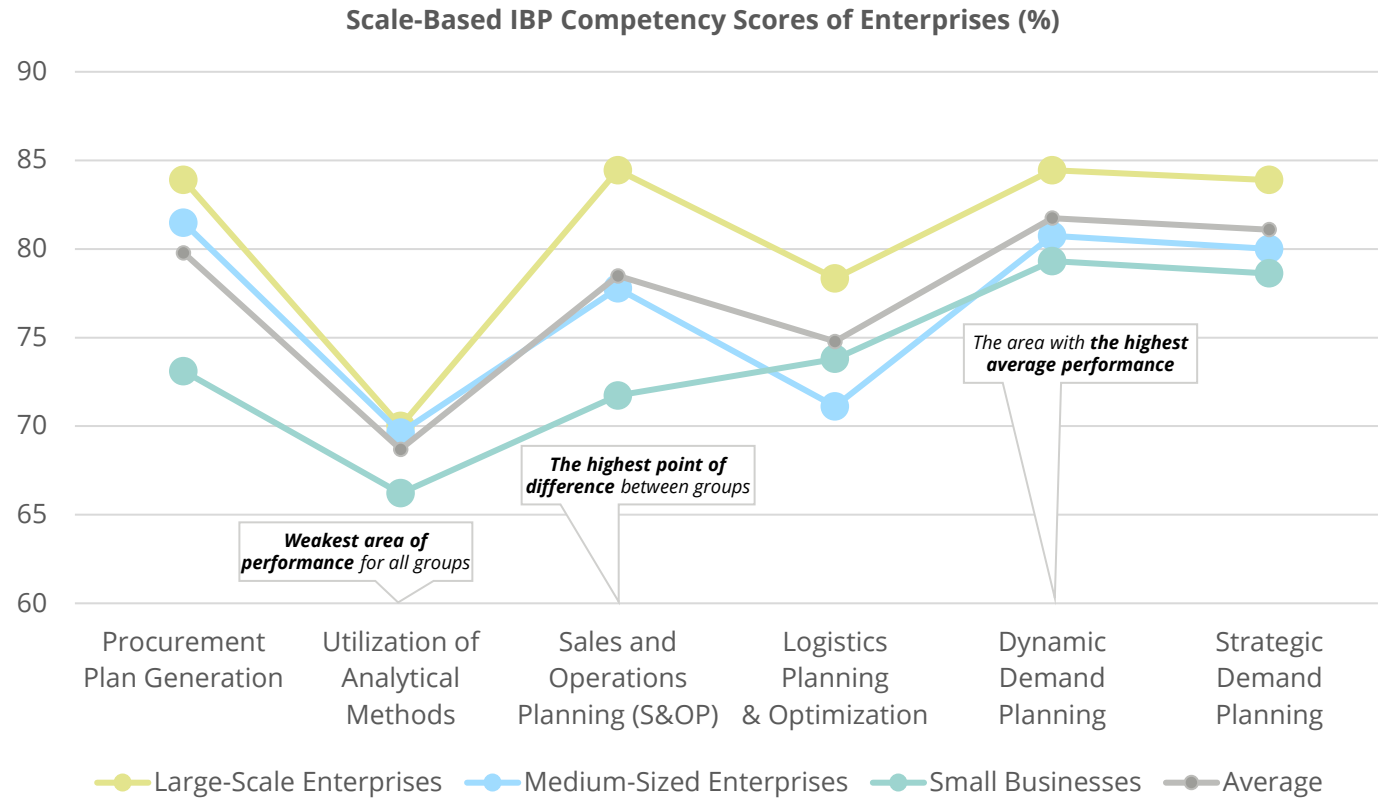 Scale-Based IBP Competency Scores of Enterprises (%)
90
85
80
75
70
65
60
The area with the highest
average performance
The highest point of
difference between groups
Weakest area of
performance for all groups
Procurement
Plan Generation
Utilization of
Analytical
Methods
Sales and
Operations
Planning (S&OP)
Logistics
Planning
& Optimization
Dynamic
Demand
Planning
Strategic
Demand
Planning
Large-Scale Enterprises
Medium-Sized Enterprises
Small Businesses
Average